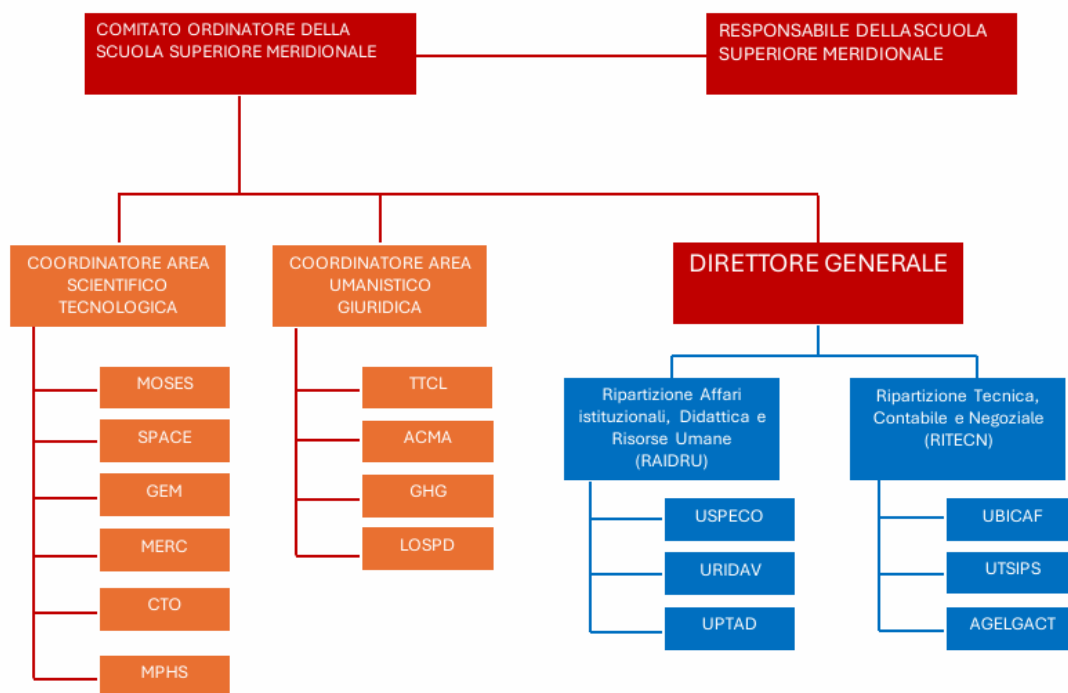 COMITATO ORDINATORE DELLA
SCUOLA SUPERIORE MERIDIONALE
RESPONSABILE DELLA SCUOLA
SUPERIORE MERIDIONALE
COORDINATORE AREA
SCIENTIFICO
TECNOLOGICA
COORDINATORE AREA
UMANISTICO
GIURIDICA
DIRETTORE GENERALE
MOSES
SPACE
GEM
MERC
CTO
MPHS
TTCL
ACMA
GHG
LOSPD
Ripartizione Affari
istituzionali, Didattica e
Risorse Umane
(RAIDRU)
USPECO
URIDAV
UPTAD
Ripartizione Tecnica,
Contabile e Negoziale
(RITECN)
UBICAF
UTSIPS
AGELGACT